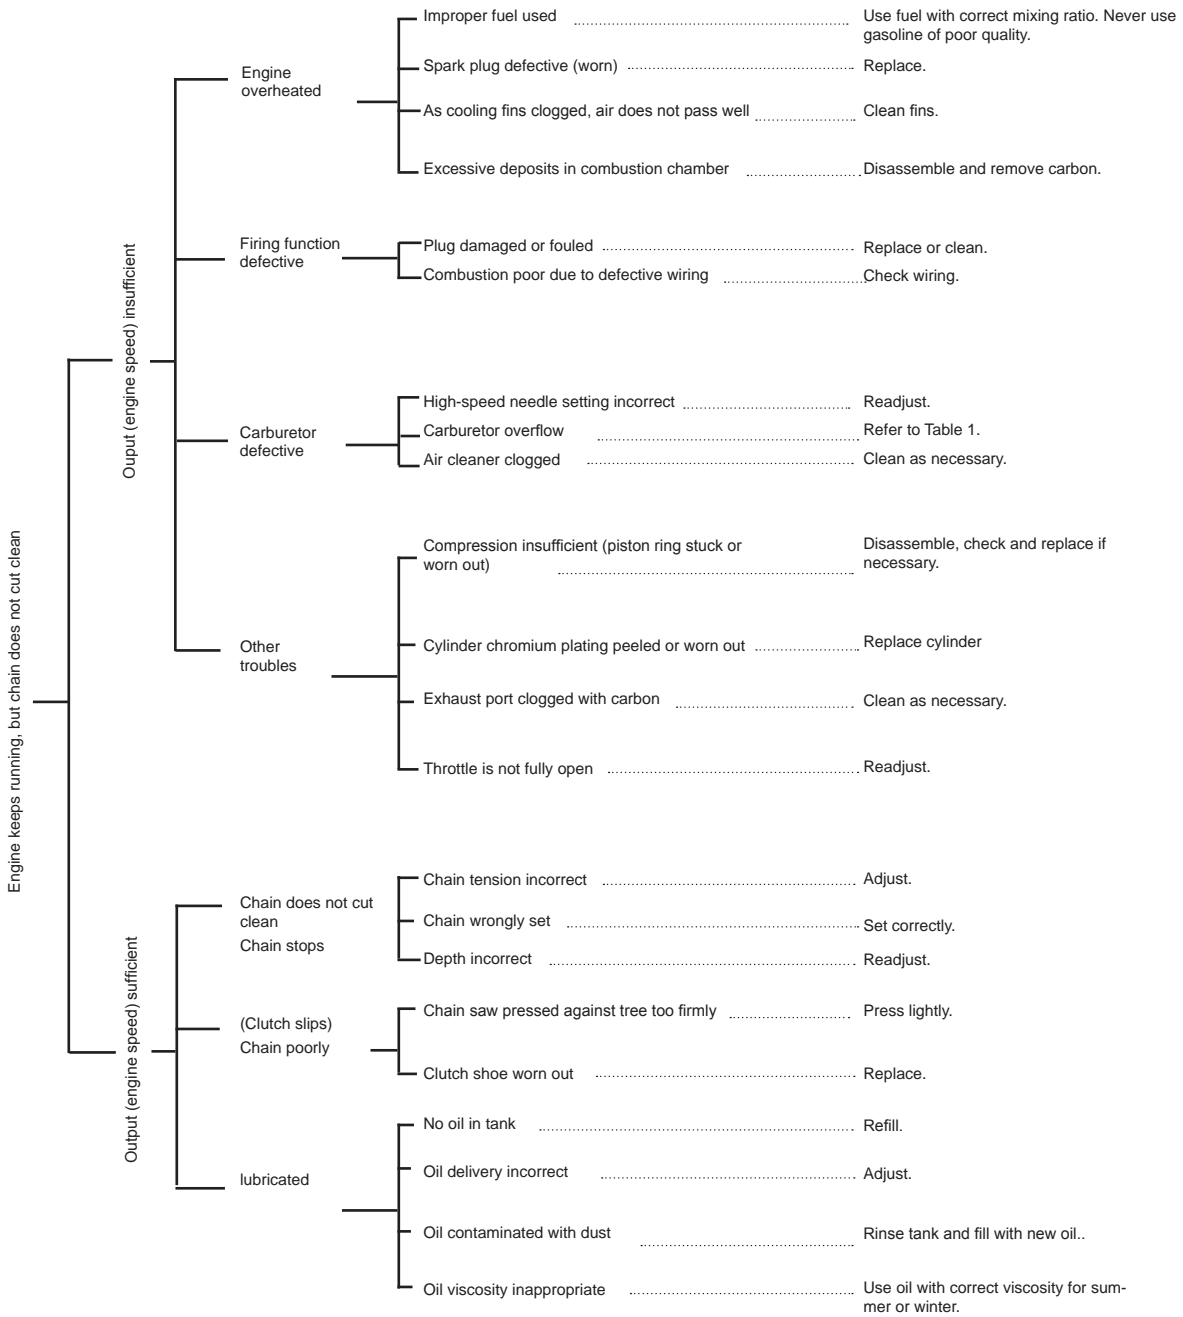 Engine keeps running, but chain does not cut clean
Ouput (engine speed) insufficient
Engine
overheated
Improper fuel used
Use fuel with correct mixing ratio. Never use
gasoline of poor quality.
Spark plug defective (worn)
Replace.
As cooling fins clogged, air does not pass well
Clean fins.
Excessive deposits in combustion chamber
Disassemble and remove carbon.
Firing function
defective
Plug damaged or fouled
Replace or clean.
Combustion poor due to defective wiring
Check wiring.
Carburetor
defective
High-speed needle setting incorrect
Readjust.
Carburetor overflow
Refer to Table 1.
Air cleaner clogged
Clean as necessary.
Other
troubles
Compression insufficient (piston ring stuck or
worn out)
Disassemble, check and replace if
necessary.
Cylinder chromium plating peeled or worn out
Replace cylinder
Exhaust port clogged with carbon
Clean as necessary.
Throttle is not fully open
Readjust.
Output (engine speed) sufficient
Chain does not cut
clean
Chain stops
Chain tension incorrect
Adjust.
Chain wrongly set
Set correctly.
Depth incorrect
Readjust.
(Clutch slips)
Chain poorly
Chain saw pressed against tree too firmly
Press lightly.
Clutch shoe worn out
Replace.
lubricated
No oil in tank
Refill.
Oil delivery incorrect
Adjust.
Oil contaminated with dust
Rinse tank and fill with new oil..
Oil viscosity inappropriate
Use oil with correct viscosity for sum-
mer or winter.